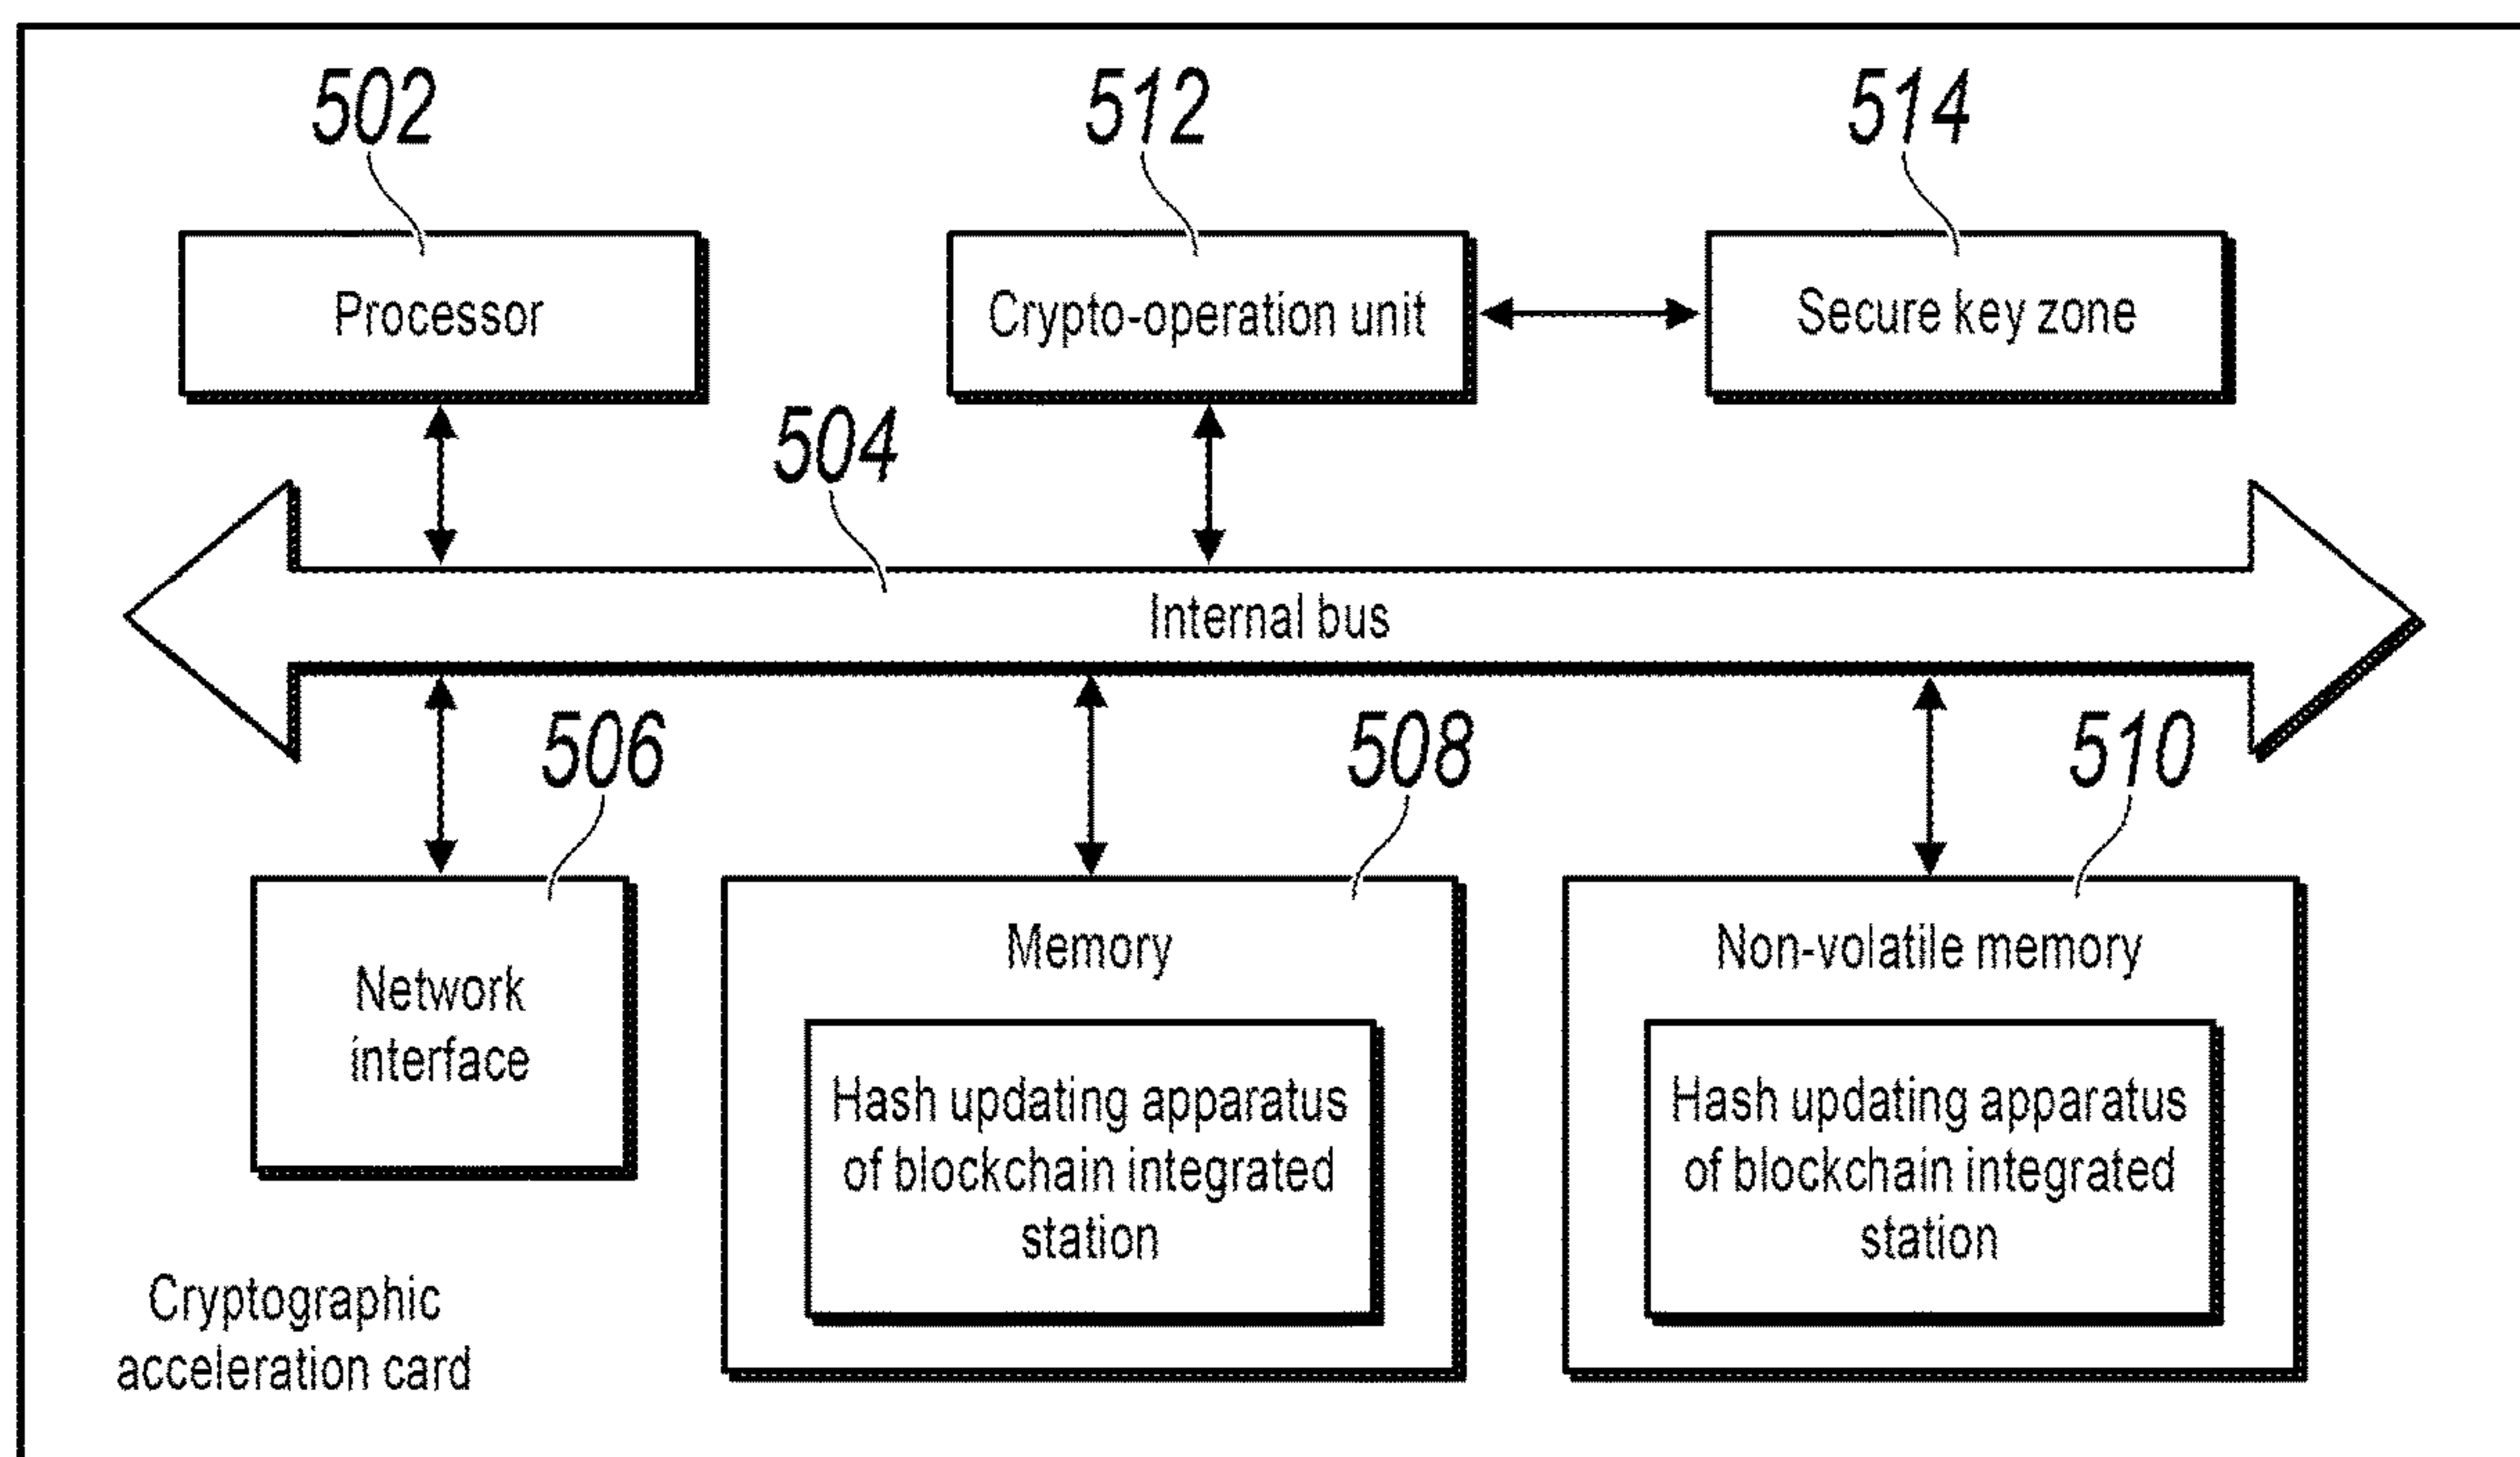 502
512
514
Processor
Crypto-operation unit
Secure key zone
504
Internal bus
506
508
510
Network
interface
Memory
Hash updating apparatus
of blockchain integrated
station
Non-volatile memory
Hash updating apparatus
of blockchain integrated
station
Cryptographic
acceleration card